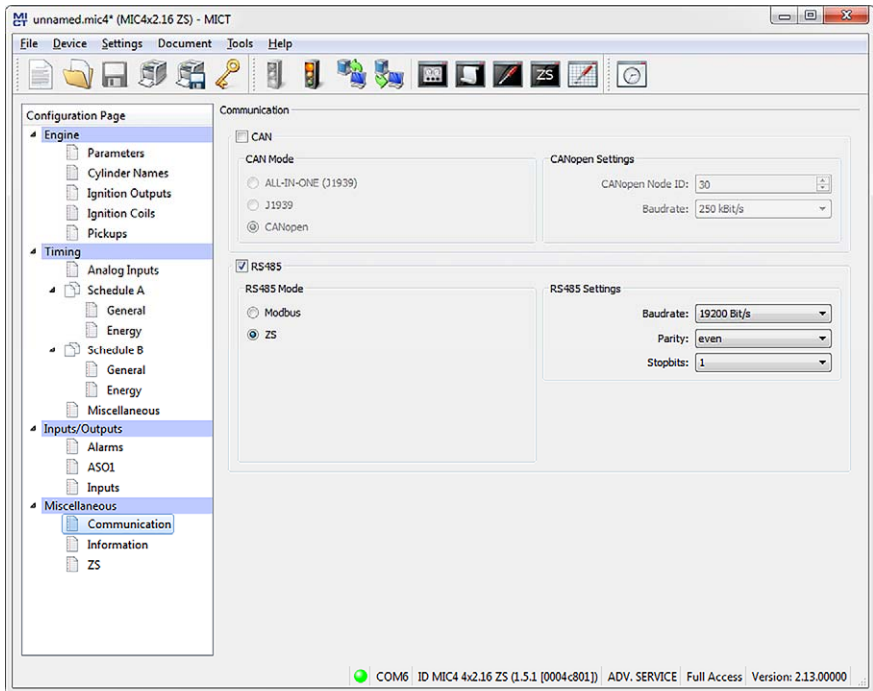 MICT unnamed.mic4* (MIC4x2.16 ZS) - MICT
File Device Settings Document Tools Help
ZS
Configuration Page
Engine
Parameters
Cylinder Names
Ignition Outputs
Ignition Coils
Pickups
Timing
Analog Inputs
Schedule A
General
Energy
Schedule B
General
Energy
Miscellaneous
Inputs/Outputs
Alarms
ASO1
Inputs
Miscellaneous
Communication
Information
ZS
Communication
CAN
CAN Mode
ALL-IN-ONE (J1939)
J1939
CANopen
CANopen Settings
CANopen Node ID: 30
Baudrate: 250 kBit/s
RS485
RS485 Mode
Modbus
ZS
RS485 Settings
Baudrate: 19200 Bit/s
Parity: even
Stopbits: 1
COM6 ID MIC4 4x2.16 ZS (1.5.1 [0004c801]) ADV. SERVICE Full Access Version: 2.13.00000